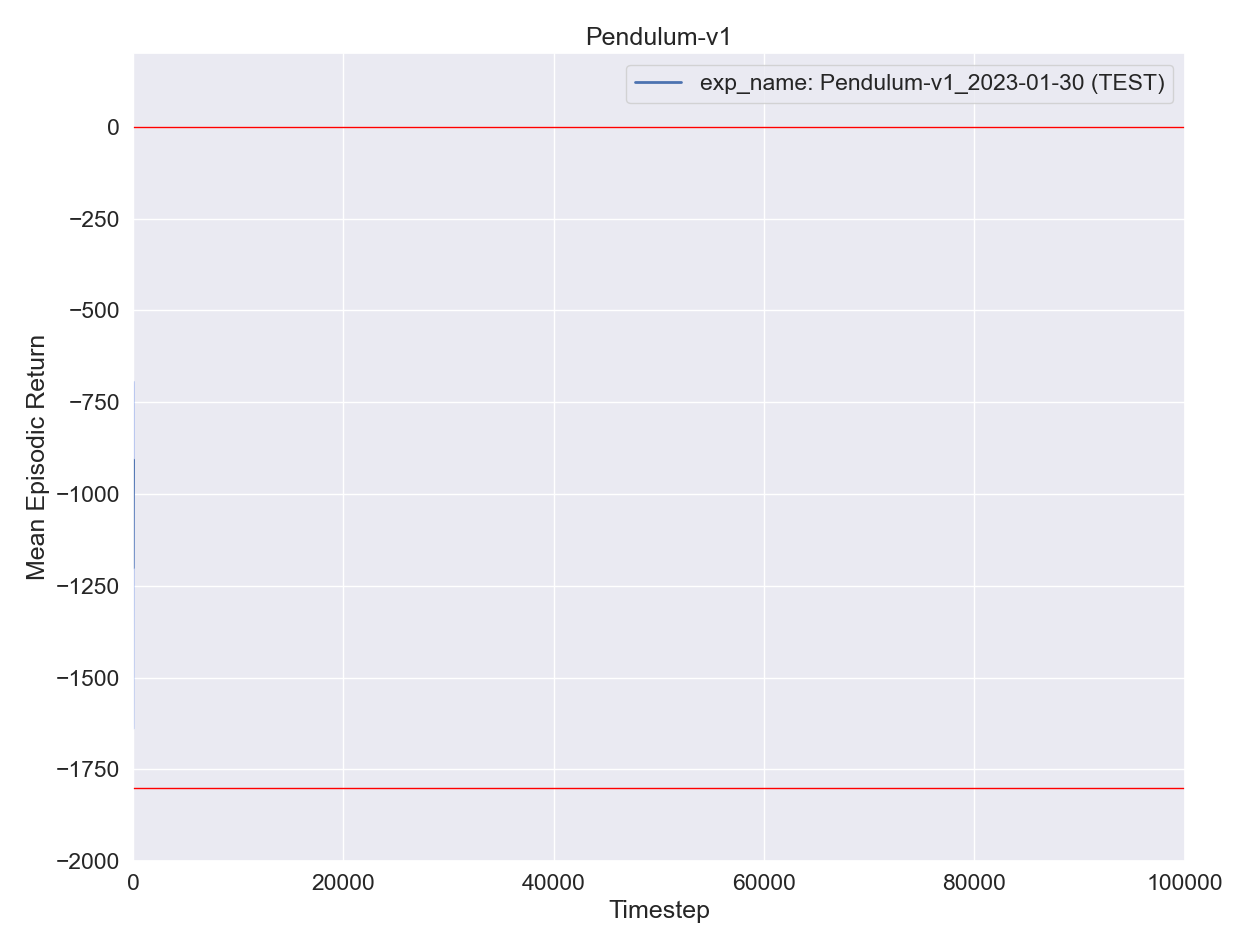 Pendulum-v1
exp_name: Pendulum-v1_2023-01-30 (TEST)
Mean Episodic Return
0
−250
−500
−750
−1000
−1250
−1500
−1750
−2000
0 20000 40000 60000 80000 100000
Timestep